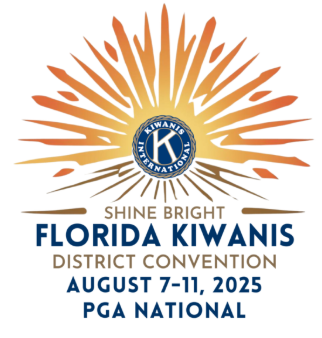 KIWANIS
K
INTERNATIONAL
SHINE BRIGHT
FLORIDA KIWANIS
DISTRICT CONVENTION
AUGUST 7-11, 2025
PGA NATIONAL